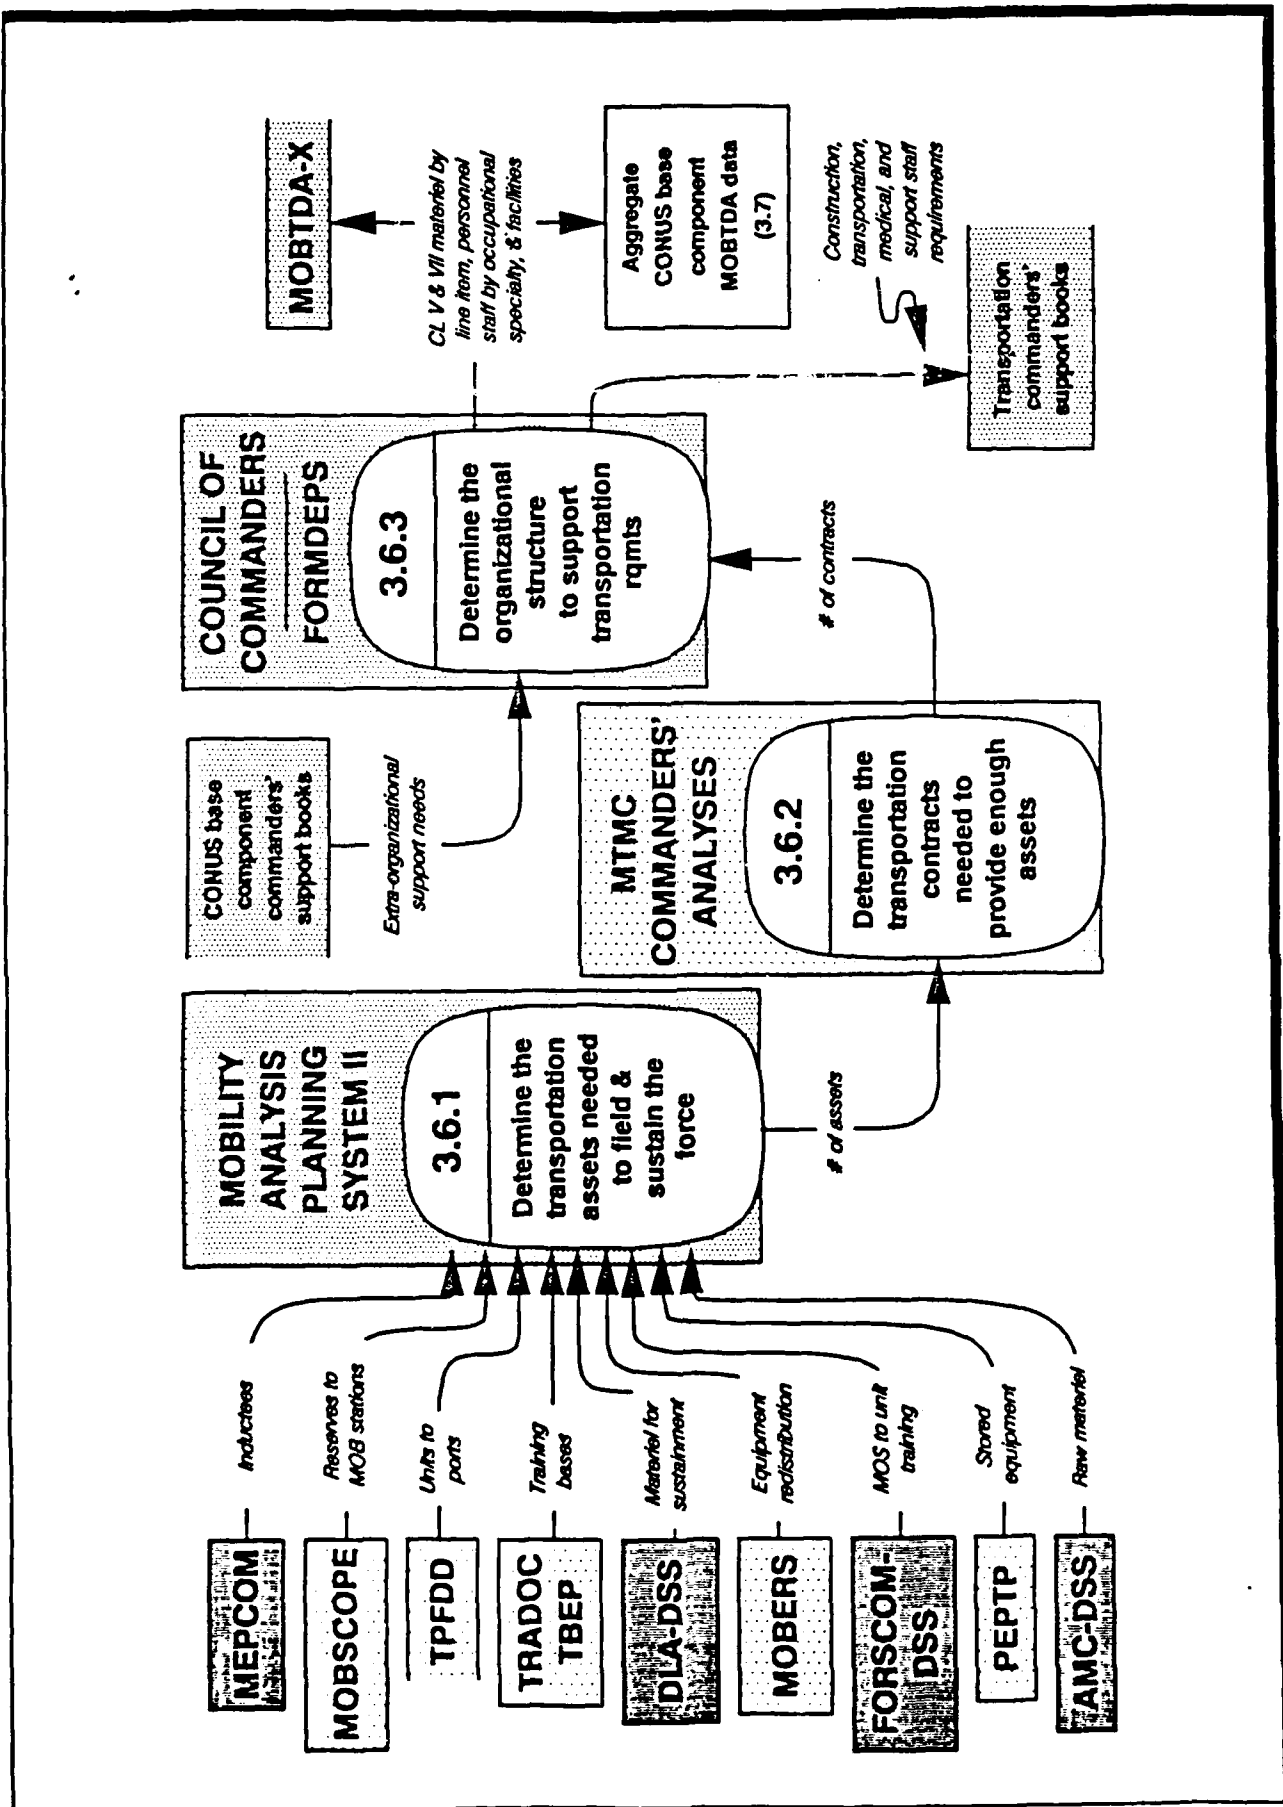 MEPCOM
Inductees
MOBSCOPE
Reserves to
MOB stations
TPFDD
Units to
ports
TRADOC
TBEP
Training
bases
DLA-DSS
Materiel for
sustainment
MOBERS
Equipment
redistribution
FORSCOM-
DSS
MOS to unit
training
PEPTP
Stored
equipment
AMC-DSS
Raw materiel
MOBILITY
ANALYSIS
PLANNING
SYSTEM II
3.6.1
Determine the
transportation
assets needed
to field &
sustain the
force
# of assets
CONUS base
component
commanders'
support books
Extra-organizational
support needs
MTMC
COMMANDERS'
ANALYSES
3.6.2
Determine the
transportation
contracts
needed to
provide enough
assets
# of contracts
COUNCIL OF
COMMANDERS
FORMDEPS
3.6.3
Determine the
organizational
structure
to support
transportation
rqmts
MOBTDA-X
CL V & VII materiel by
line item, personnel
staff by occupational
specialty, & facilities
Aggregate
CONUS base
component
MOBTDA data
(3.7)
Construction,
transportation,
medical, and
support staff
requirements
Transportation
commanders'
support books